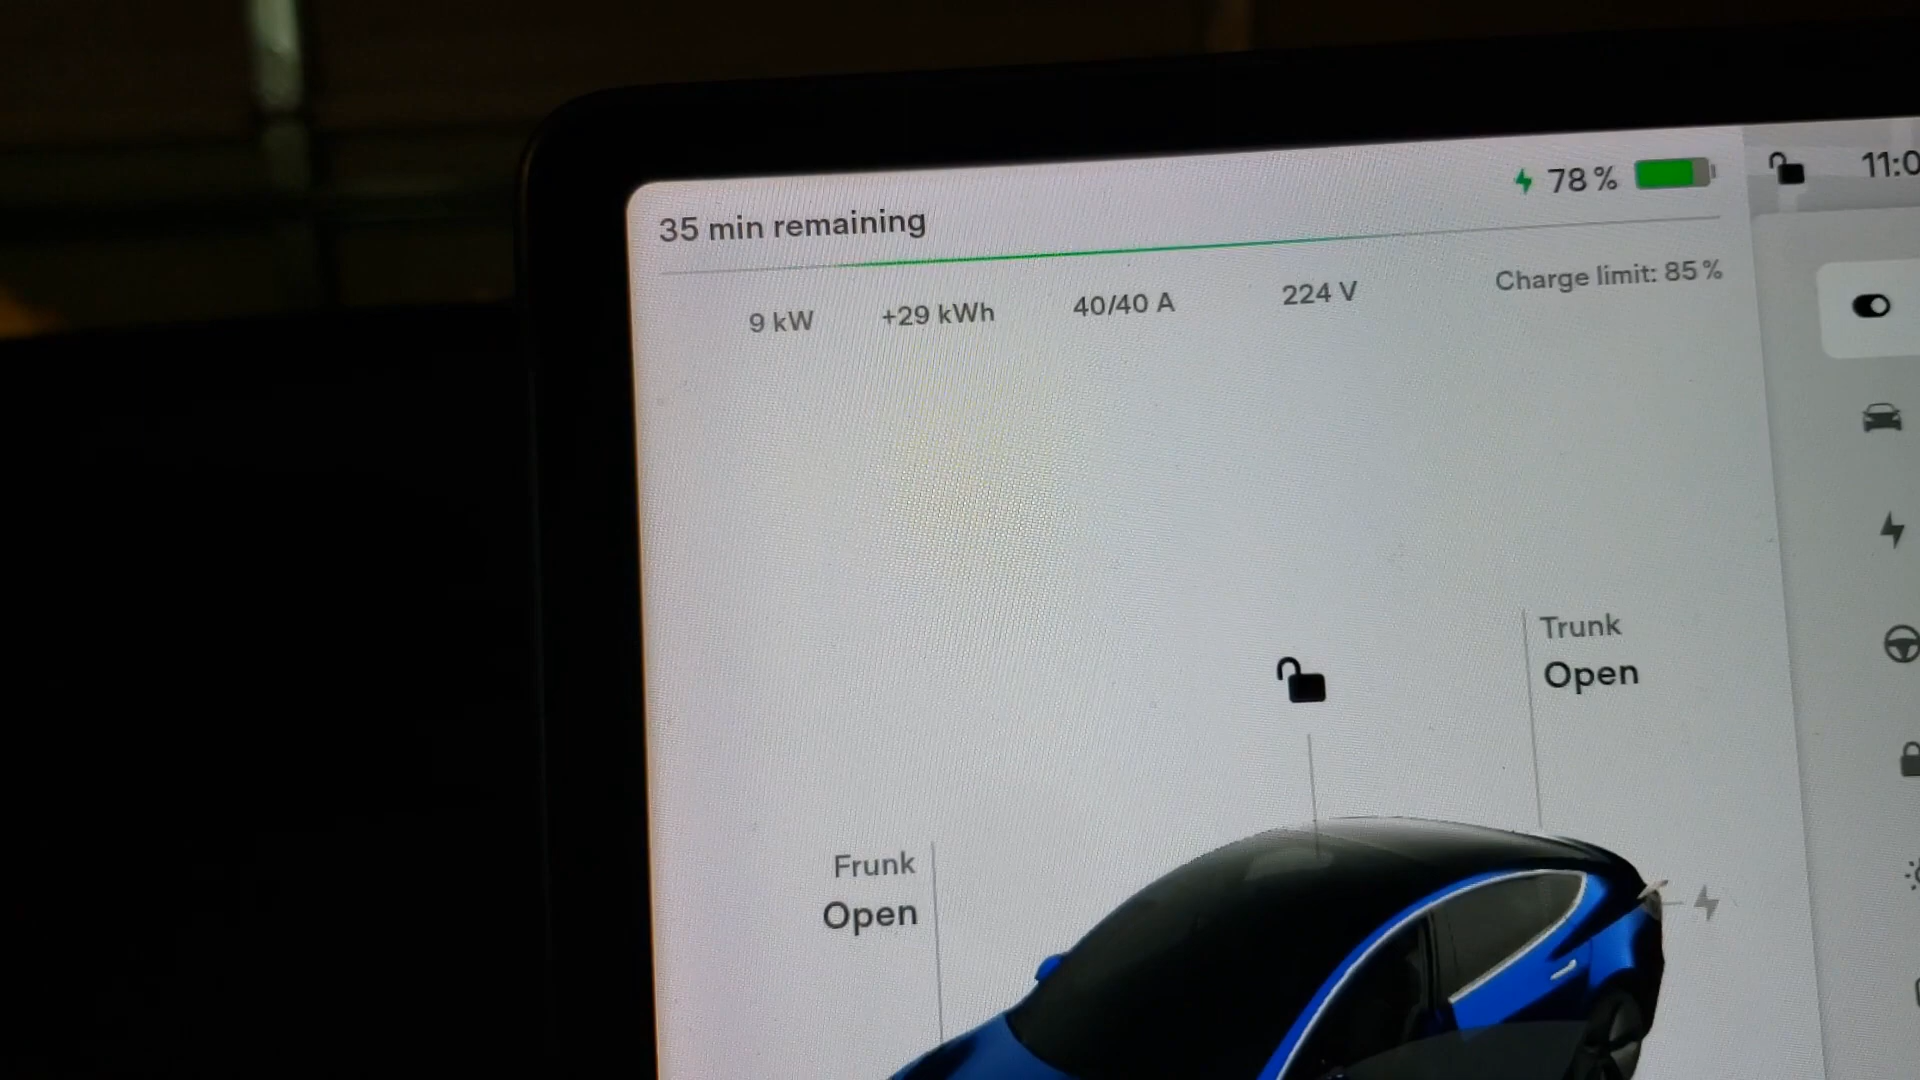 78 %
11:0
35 min remaining
9 kW +29 kWh 40/40 A 224 V Charge limit: 85 %
Trunk
Open
Frunk
Open